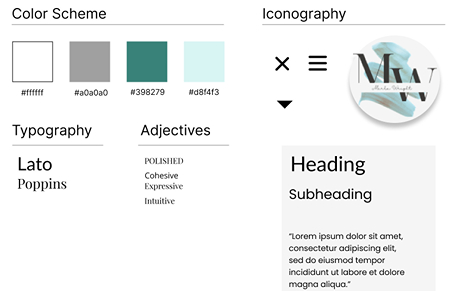 Color Scheme
#ffffff
#a0a0a0
#398279
#d8f4f3
Typography
Lato
Poppins
Adjectives
POLISHED
Cohesive
Expressive
Intuitive
Iconography
MW
Heading
Subheading
“Lorem ipsum dolor sit amet,
consectetur adipiscing elit,
sed do eiusmod tempor
incididunt ut labore et dolore
magna aliqua.”